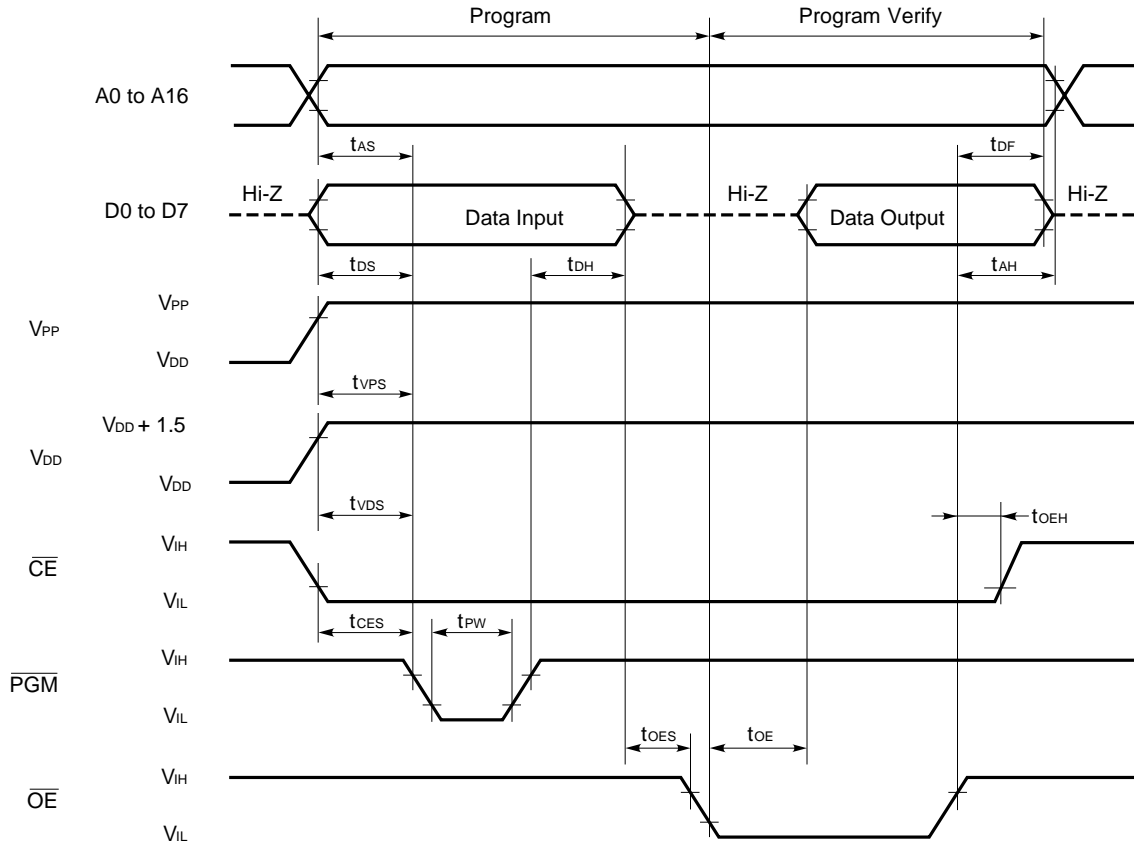 Program Program Verify
A0 to A16
tAS tDF
D0 to D7 Hi-Z Data Input Hi-Z Data Output Hi-Z
tDS tDH tAH
VPP
VPP
VDD
tVPS
VDD + 1.5
VDD
VDD
tVDS tOEH
VIH
CE
VIL
tCES tPW
VIH
PGM
VIL
tOES tOE
VIH
OE
VIL